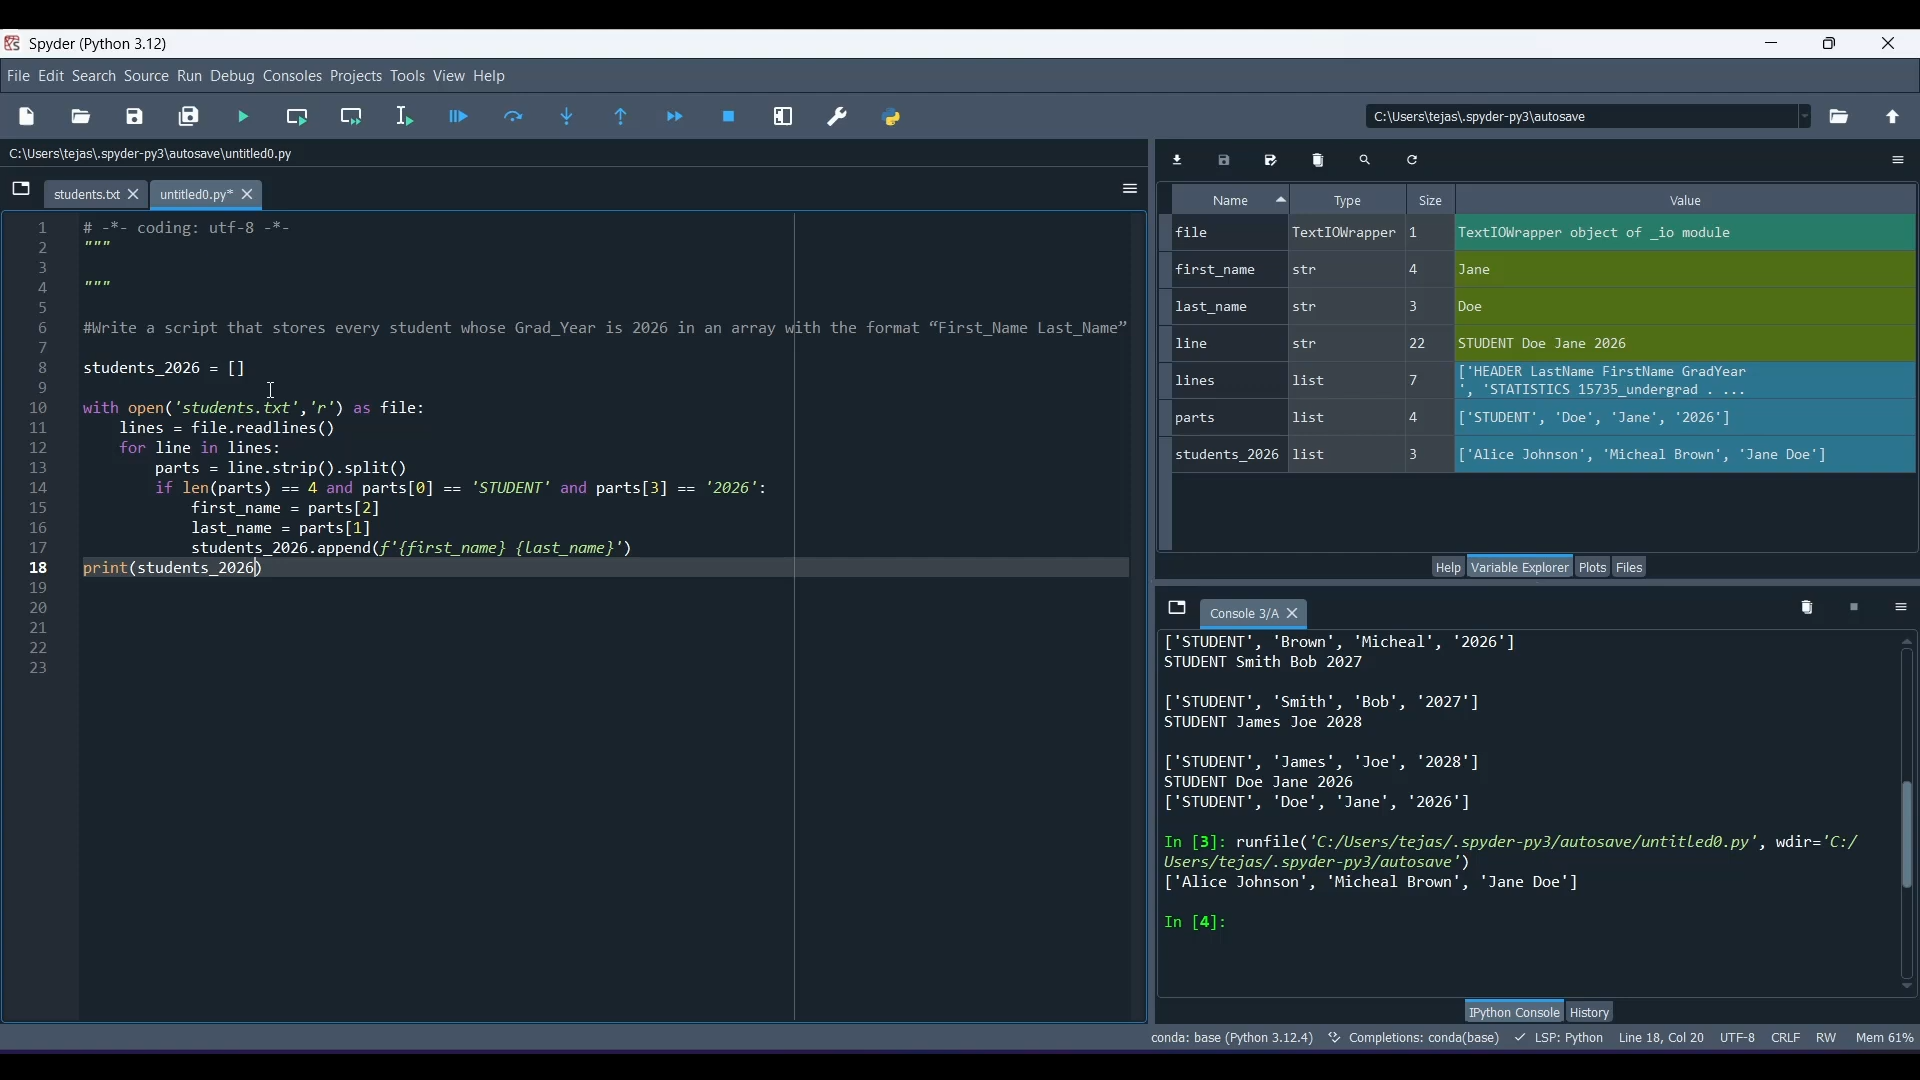 Spyder (Python 3.12)
File Edit Search Source Run Debug Consoles Projects Tools View Help
C:\Users\tejas\.spyder-py3\autosave
C:\Users\tejas\.spyder-py3\autosave\untitled0.py
students.txt
untitled0.py*
1 # -*- coding: utf-8 -*-
2 """
3
4 """
5
6 #Write a script that stores every student whose Grad_Year is 2026 in an array with the format “First_Name Last_Name”
7
8 students_2026 = []
9
10 with open('students.txt','r') as file:
11     lines = file.readlines()
12     for line in lines:
13         parts = line.strip().split()
14         if len(parts) == 4 and parts[0] == 'STUDENT' and parts[3] == '2026':
15             first_name = parts[2]
16             last_name = parts[1]
17             students_2026.append(f'{first_name} {last_name}')
18 print(students_2026)
19
20
21
22
23
Name Type Size Value
file TextIOWrapper 1 TextIOWrapper object of _io module
first_name str 4 Jane
last_name str 3 Doe
line str 22 STUDENT Doe Jane 2026
lines list 7 ['HEADER LastName FirstName GradYear
', 'STATISTICS 15735_undergrad . ...
parts list 4 ['STUDENT', 'Doe', 'Jane', '2026']
students_2026 list 3 ['Alice Johnson', 'Micheal Brown', 'Jane Doe']
Help Variable Explorer Plots Files
Console 3/A
['STUDENT', 'Brown', 'Micheal', '2026']
STUDENT Smith Bob 2027
['STUDENT', 'Smith', 'Bob', '2027']
STUDENT James Joe 2028
['STUDENT', 'James', 'Joe', '2028']
STUDENT Doe Jane 2026
['STUDENT', 'Doe', 'Jane', '2026']
In [3]: runfile('C:/Users/tejas/.spyder-py3/autosave/untitled0.py', wdir='C:/
Users/tejas/.spyder-py3/autosave')
['Alice Johnson', 'Micheal Brown', 'Jane Doe']
In [4]:
IPython Console History
conda: base (Python 3.12.4) Completions: conda(base) LSP: Python Line 18, Col 20 UTF-8 CRLF RW Mem 61%